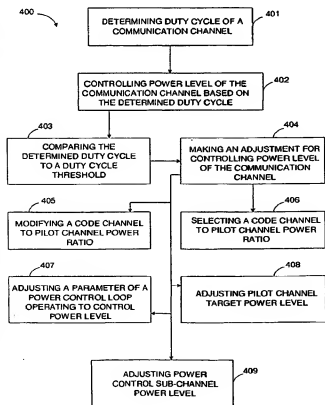 400
401
DETERMINING DUTY CYCLE OF A
COMMUNICATION CHANNEL
402
CONTROLLING POWER LEVEL OF THE
COMMUNICATION CHANNEL BASED ON
THE DETERMINED DUTY CYCLE
403
COMPARING THE
DETERMINED DUTY CYCLE
TO A DUTY CYCLE
THRESHOLD
404
MAKING AN ADJUSTMENT FOR
CONTROLLING POWER LEVEL
OF THE COMMUNICATION
CHANNEL
405
MODIFYING A CODE CHANNEL
TO PILOT CHANNEL POWER
RATIO
406
SELECTING A CODE CHANNEL
TO PILOT CHANNEL POWER
RATIO
407
ADJUSTING A PARAMETER OF A
POWER CONTROL LOOP
OPERATING TO CONTROL
POWER LEVEL
408
ADJUSTING PILOT CHANNEL
TARGET POWER LEVEL
409
ADJUSTING POWER
CONTROL SUB-CHANNEL
POWER LEVEL